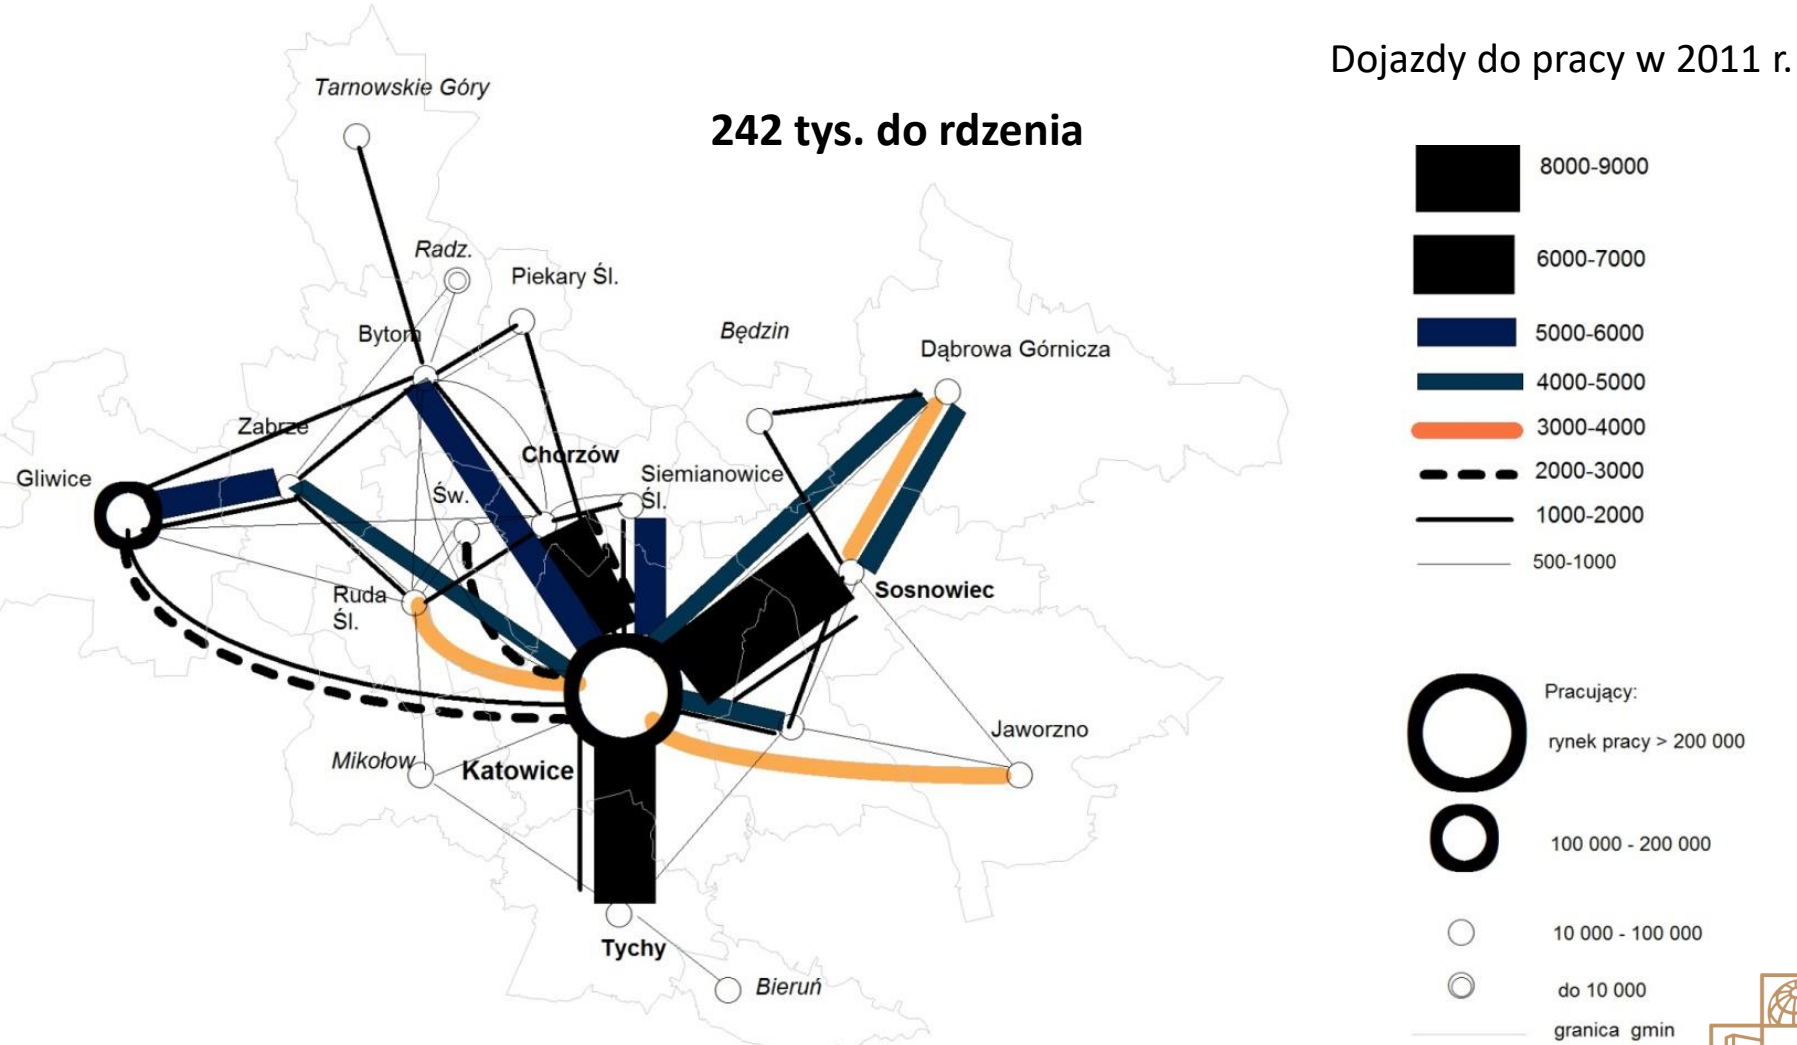 Dojazdy do pracy w 2011 r.
242 tys. do rdzenia
Tarnowskie Góry
Radz.
Piekary Śl.
Bytom
Będzin
Dąbrowa Górnicza
Zabrze
Gliwice
Chorzów
Siemianowice
Śl.
Św.
Ruda
Śl.
Sosnowiec
Mikołow
Katowice
Jaworzno
Tychy
Bieruń
8000-9000
6000-7000
5000-6000
4000-5000
3000-4000
2000-3000
1000-2000
500-1000
Pracujący:
rynek pracy > 200 000
100 000 - 200 000
10 000 - 100 000
do 10 000
granica gmin